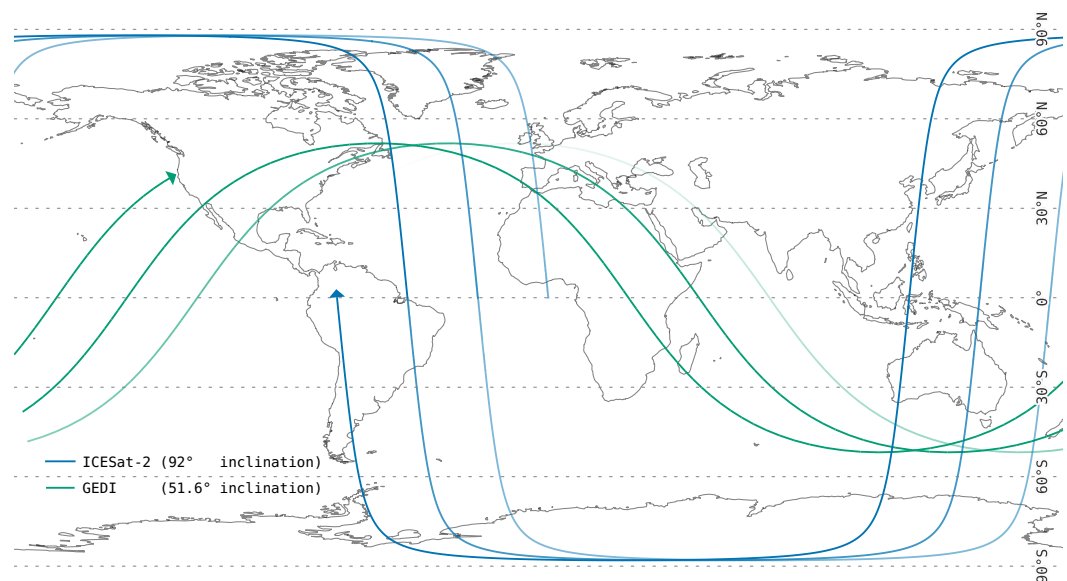 90°N
60°N
30°N
0°
30°S
ICESat-2 (92°   inclination)
60°S
GEDI     (51.6° inclination)
90°S